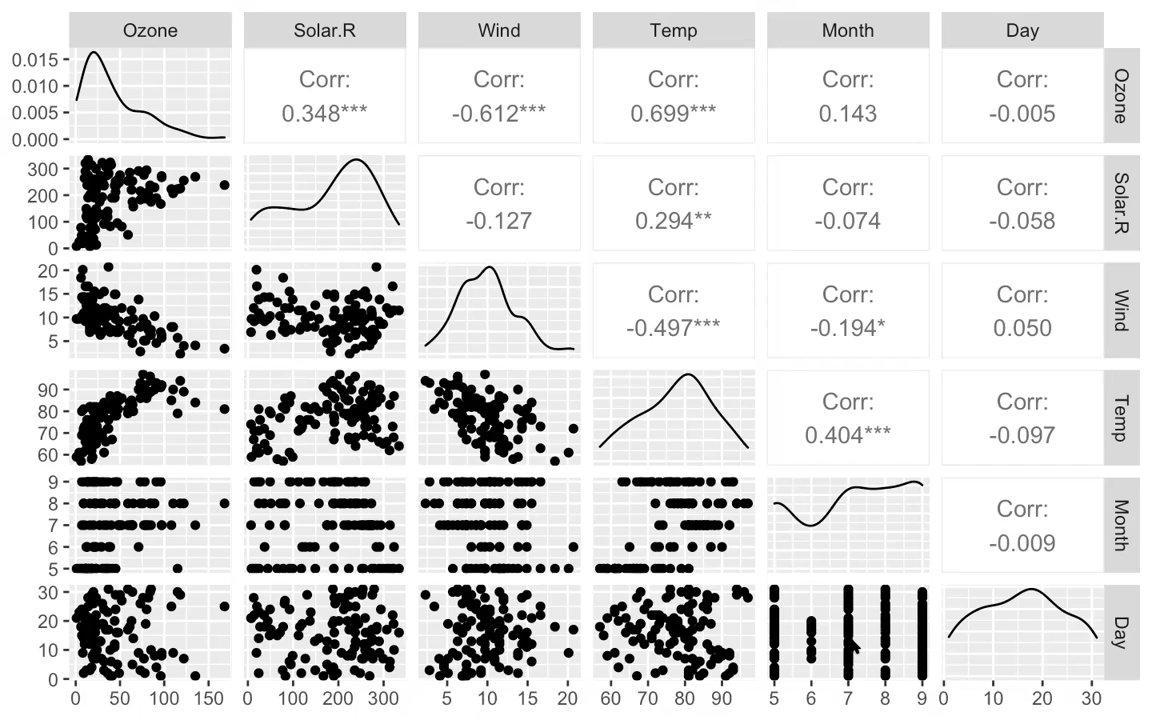 Ozone Solar.R Wind Temp Month Day
0.015
0.010
0.005
0.000
Corr: Corr: Corr: Corr: Corr:
0.348*** -0.612*** 0.699*** 0.143 -0.005
Ozone
300
200
100
0
Corr: Corr: Corr: Corr:
-0.127 0.294** -0.074 -0.058
Solar.R
20
15
10
5
Corr: Corr: Corr:
-0.497*** -0.194* 0.050
Wind
90
80
70
60
Corr: Corr:
0.404*** -0.097
Temp
9
8
7
6
5
Corr:
-0.009
Month
30
20
10
0
Day
0 50 100 150 0 100 200 300 5 10 15 20 60 70 80 90 5 6 7 8 9 0 10 20 30